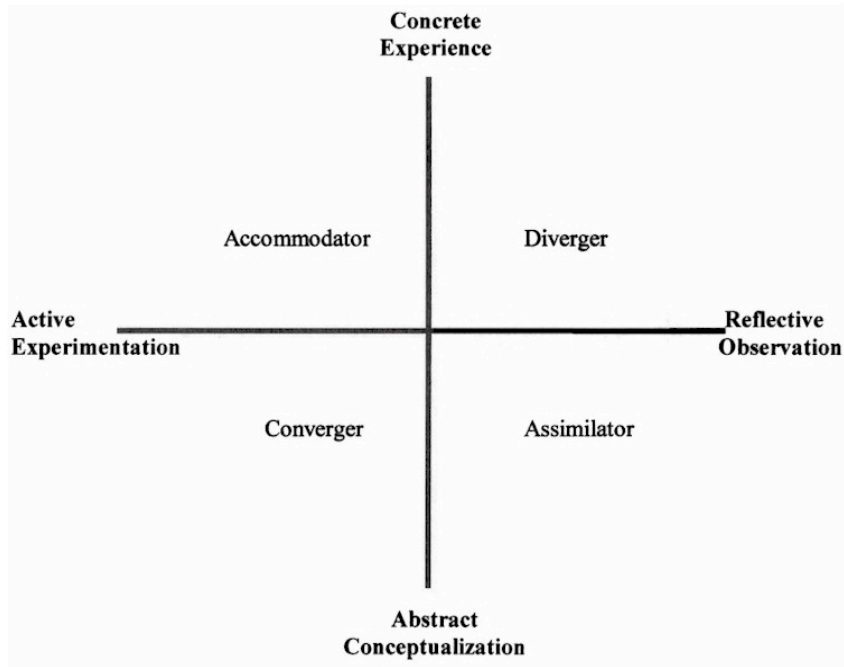 Concrete
Experience
Accommodator
Diverger
Active
Experimentation
Reflective
Observation
Converger
Assimilator
Abstract
Conceptualization